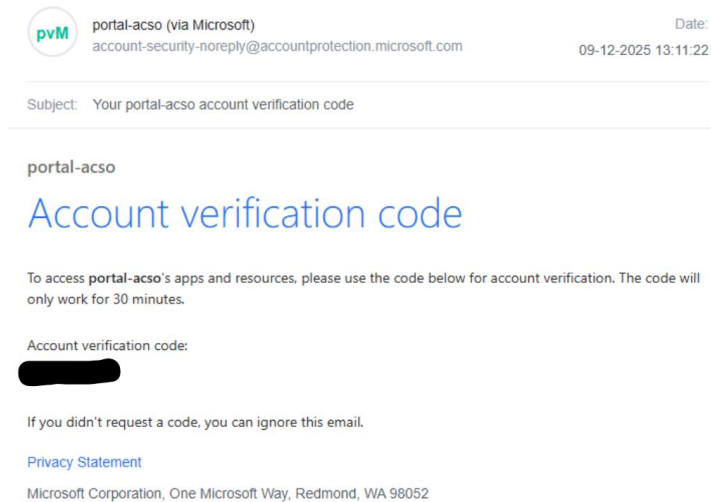 pvM
portal-acso (via Microsoft)
account-security-noreply@accountprotection.microsoft.com
Date:
09-12-2025 13:11:22
Subject: Your portal-acso account verification code
portal-acso
Account verification code
To access portal-acso's apps and resources, please use the code below for account verification. The code will
only work for 30 minutes.
Account verification code:
If you didn't request a code, you can ignore this email.
Privacy Statement
Microsoft Corporation, One Microsoft Way, Redmond, WA 98052